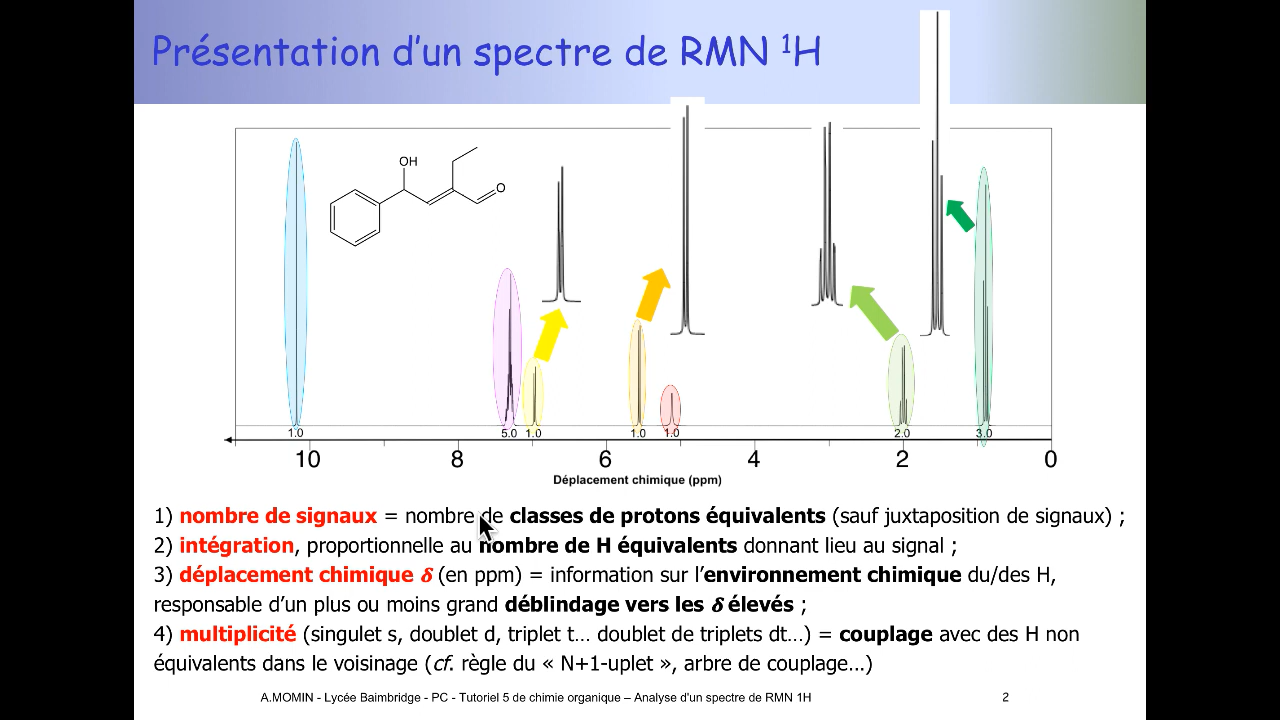 Présentation d'un spectre de RMN ¹H
OH
O
1.0 5.0 1.0 1.0 1.0 2.0 3.0
10 8 6 4 2 0
Déplacement chimique (ppm)
1) nombre de signaux = nombre de classes de protons équivalents (sauf juxtaposition de signaux) ;
2) intégration, proportionnelle au nombre de H équivalents donnant lieu au signal ;
3) déplacement chimique δ (en ppm) = information sur l'environnement chimique du/des H,
responsable d'un plus ou moins grand déblindage vers les δ élevés ;
4) multiplicité (singulet s, doublet d, triplet t... doublet de triplets dt...) = couplage avec des H non
équivalents dans le voisinage (cf. règle du « N+1-uplet », arbre de couplage...)
A.MOMIN - Lycée Baimbridge - PC - Tutoriel 5 de chimie organique – Analyse d'un spectre de RMN 1H 2